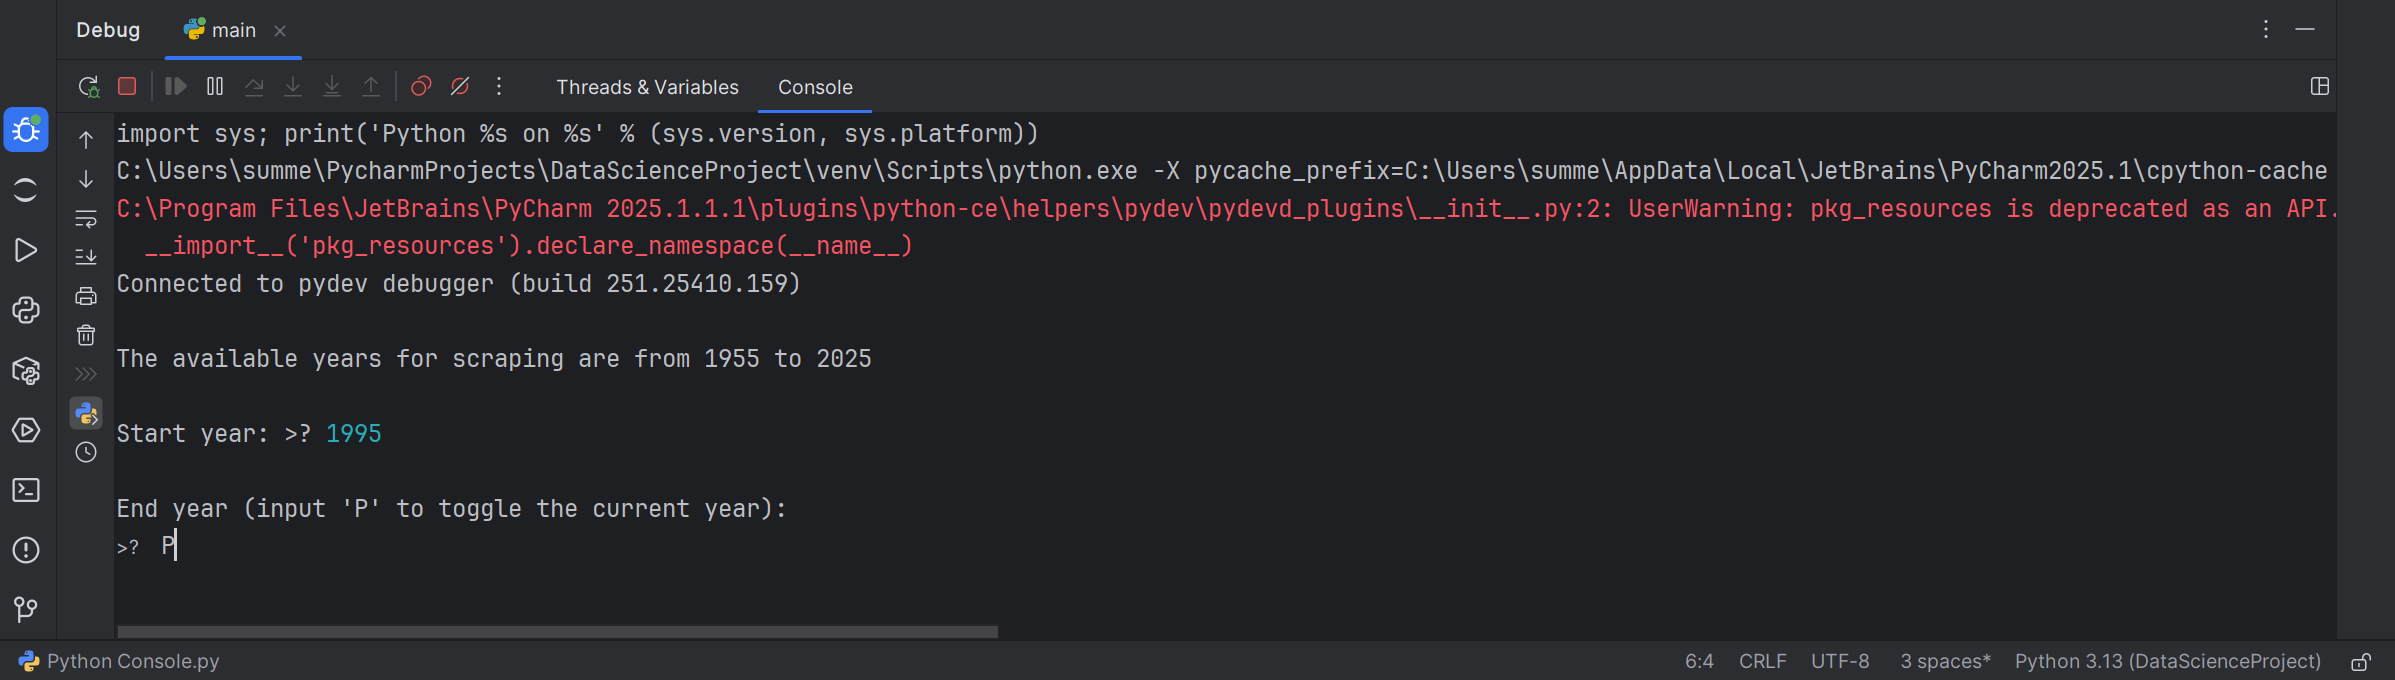 Debug main
Threads & Variables Console
import sys; print('Python %s on %s' % (sys.version, sys.platform))
C:\Users\summe\PycharmProjects\DataScienceProject\venv\Scripts\python.exe -X pycache_prefix=C:\Users\summe\AppData\Local\JetBrains\PyCharm2025.1\cpython-cache
C:\Program Files\JetBrains\PyCharm 2025.1.1.1\plugins\python-ce\helpers\pydev\pydevd_plugins\__init__.py:2: UserWarning: pkg_resources is deprecated as an API.
__import__('pkg_resources').declare_namespace(__name__)
Connected to pydev debugger (build 251.25410.159)
The available years for scraping are from 1955 to 2025
Start year: >? 1995
End year (input 'P' to toggle the current year):
>? P
Python Console.py 6:4 CRLF UTF-8 3 spaces* Python 3.13 (DataScienceProject)